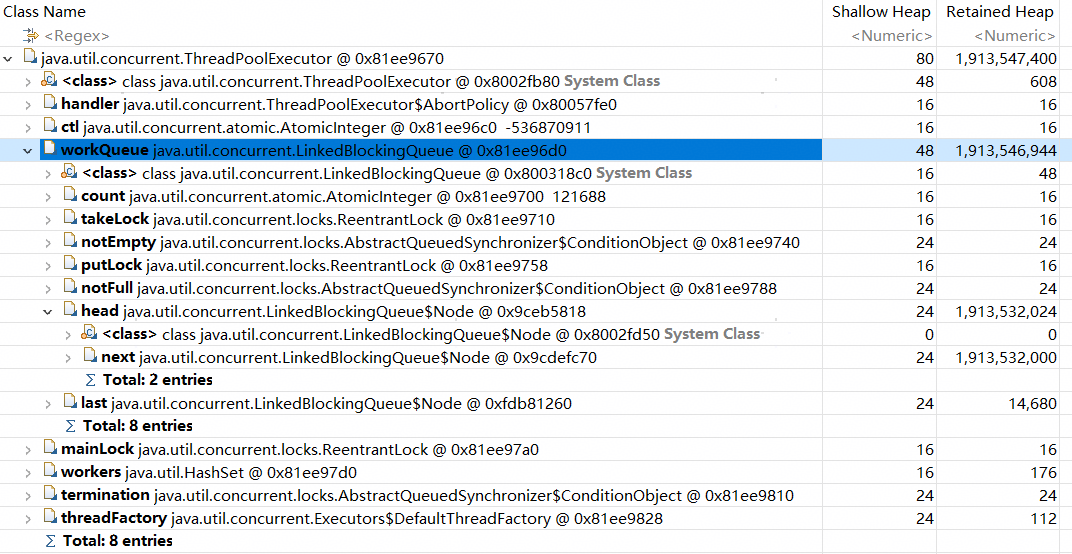 Class Name Shallow Heap Retained Heap
<Regex> <Numeric> <Numeric>
java.util.concurrent.ThreadPoolExecutor @ 0x81ee9670 80 1,913,547,400
<class> class java.util.concurrent.ThreadPoolExecutor @ 0x8002fb80 System Class 48 608
handler java.util.concurrent.ThreadPoolExecutor$AbortPolicy @ 0x80057fe0 16 16
ctl java.util.concurrent.atomic.AtomicInteger @ 0x81ee96c0 -536870911 16 16
workQueue java.util.concurrent.LinkedBlockingQueue @ 0x81ee96d0 48 1,913,546,944
<class> class java.util.concurrent.LinkedBlockingQueue @ 0x800318c0 System Class 16 48
count java.util.concurrent.atomic.AtomicInteger @ 0x81ee9700 121688 16 16
takeLock java.util.concurrent.locks.ReentrantLock @ 0x81ee9710 16 16
notEmpty java.util.concurrent.locks.AbstractQueuedSynchronizer$ConditionObject @ 0x81ee9740 24 24
putLock java.util.concurrent.locks.ReentrantLock @ 0x81ee9758 16 16
notFull java.util.concurrent.locks.AbstractQueuedSynchronizer$ConditionObject @ 0x81ee9788 24 24
head java.util.concurrent.LinkedBlockingQueue$Node @ 0x9ceb5818 24 1,913,532,024
<class> class java.util.concurrent.LinkedBlockingQueue$Node @ 0x8002fd50 System Class 0 0
next java.util.concurrent.LinkedBlockingQueue$Node @ 0x9cdefc70 24 1,913,532,000
Σ Total: 2 entries
last java.util.concurrent.LinkedBlockingQueue$Node @ 0xfdb81260 24 14,680
Σ Total: 8 entries
mainLock java.util.concurrent.locks.ReentrantLock @ 0x81ee97a0 16 16
workers java.util.HashSet @ 0x81ee97d0 16 176
termination java.util.concurrent.locks.AbstractQueuedSynchronizer$ConditionObject @ 0x81ee9810 24 24
threadFactory java.util.concurrent.Executors$DefaultThreadFactory @ 0x81ee9828 24 112
Σ Total: 8 entries